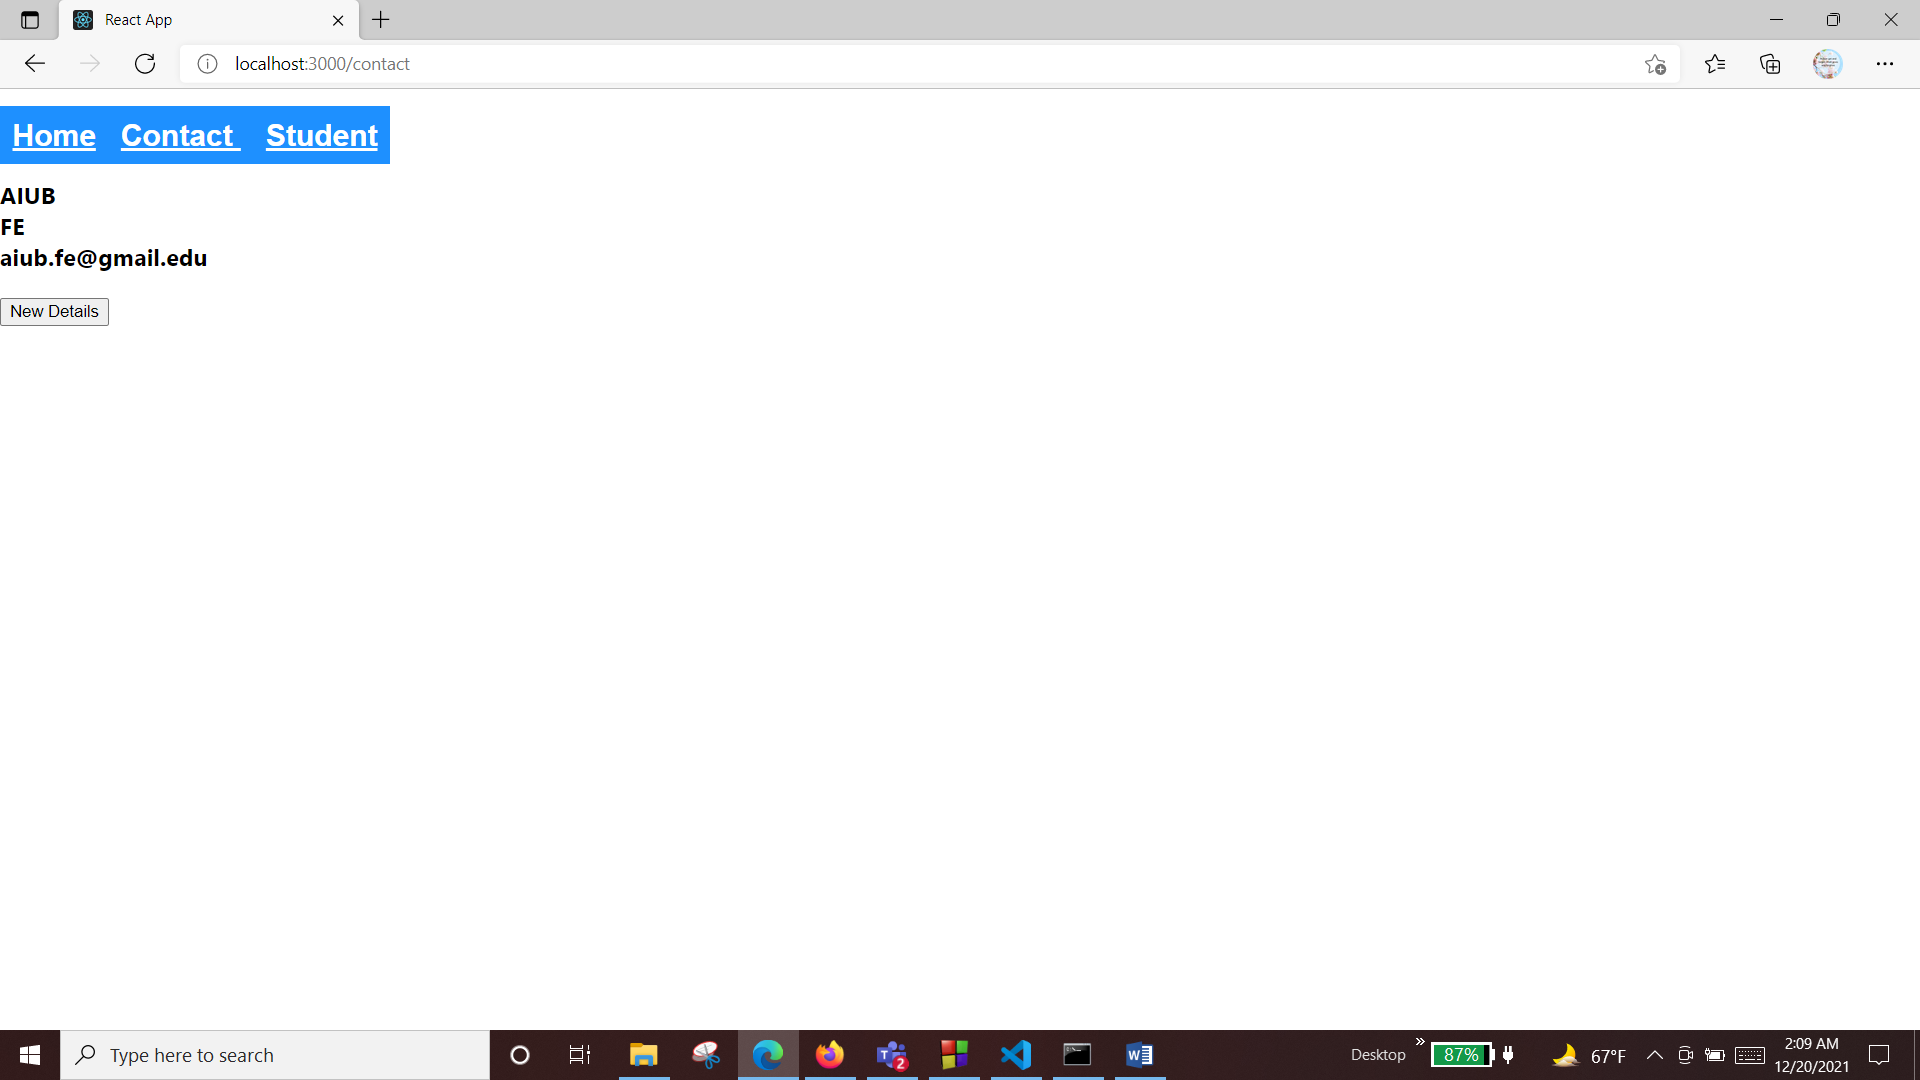 React App
localhost:3000/contact
Home Contact Student
AIUB
FE
aiub.fe@gmail.edu
New Details
Type here to search
2
Desktop
87%
67°F
2:09 AM
12/20/2021